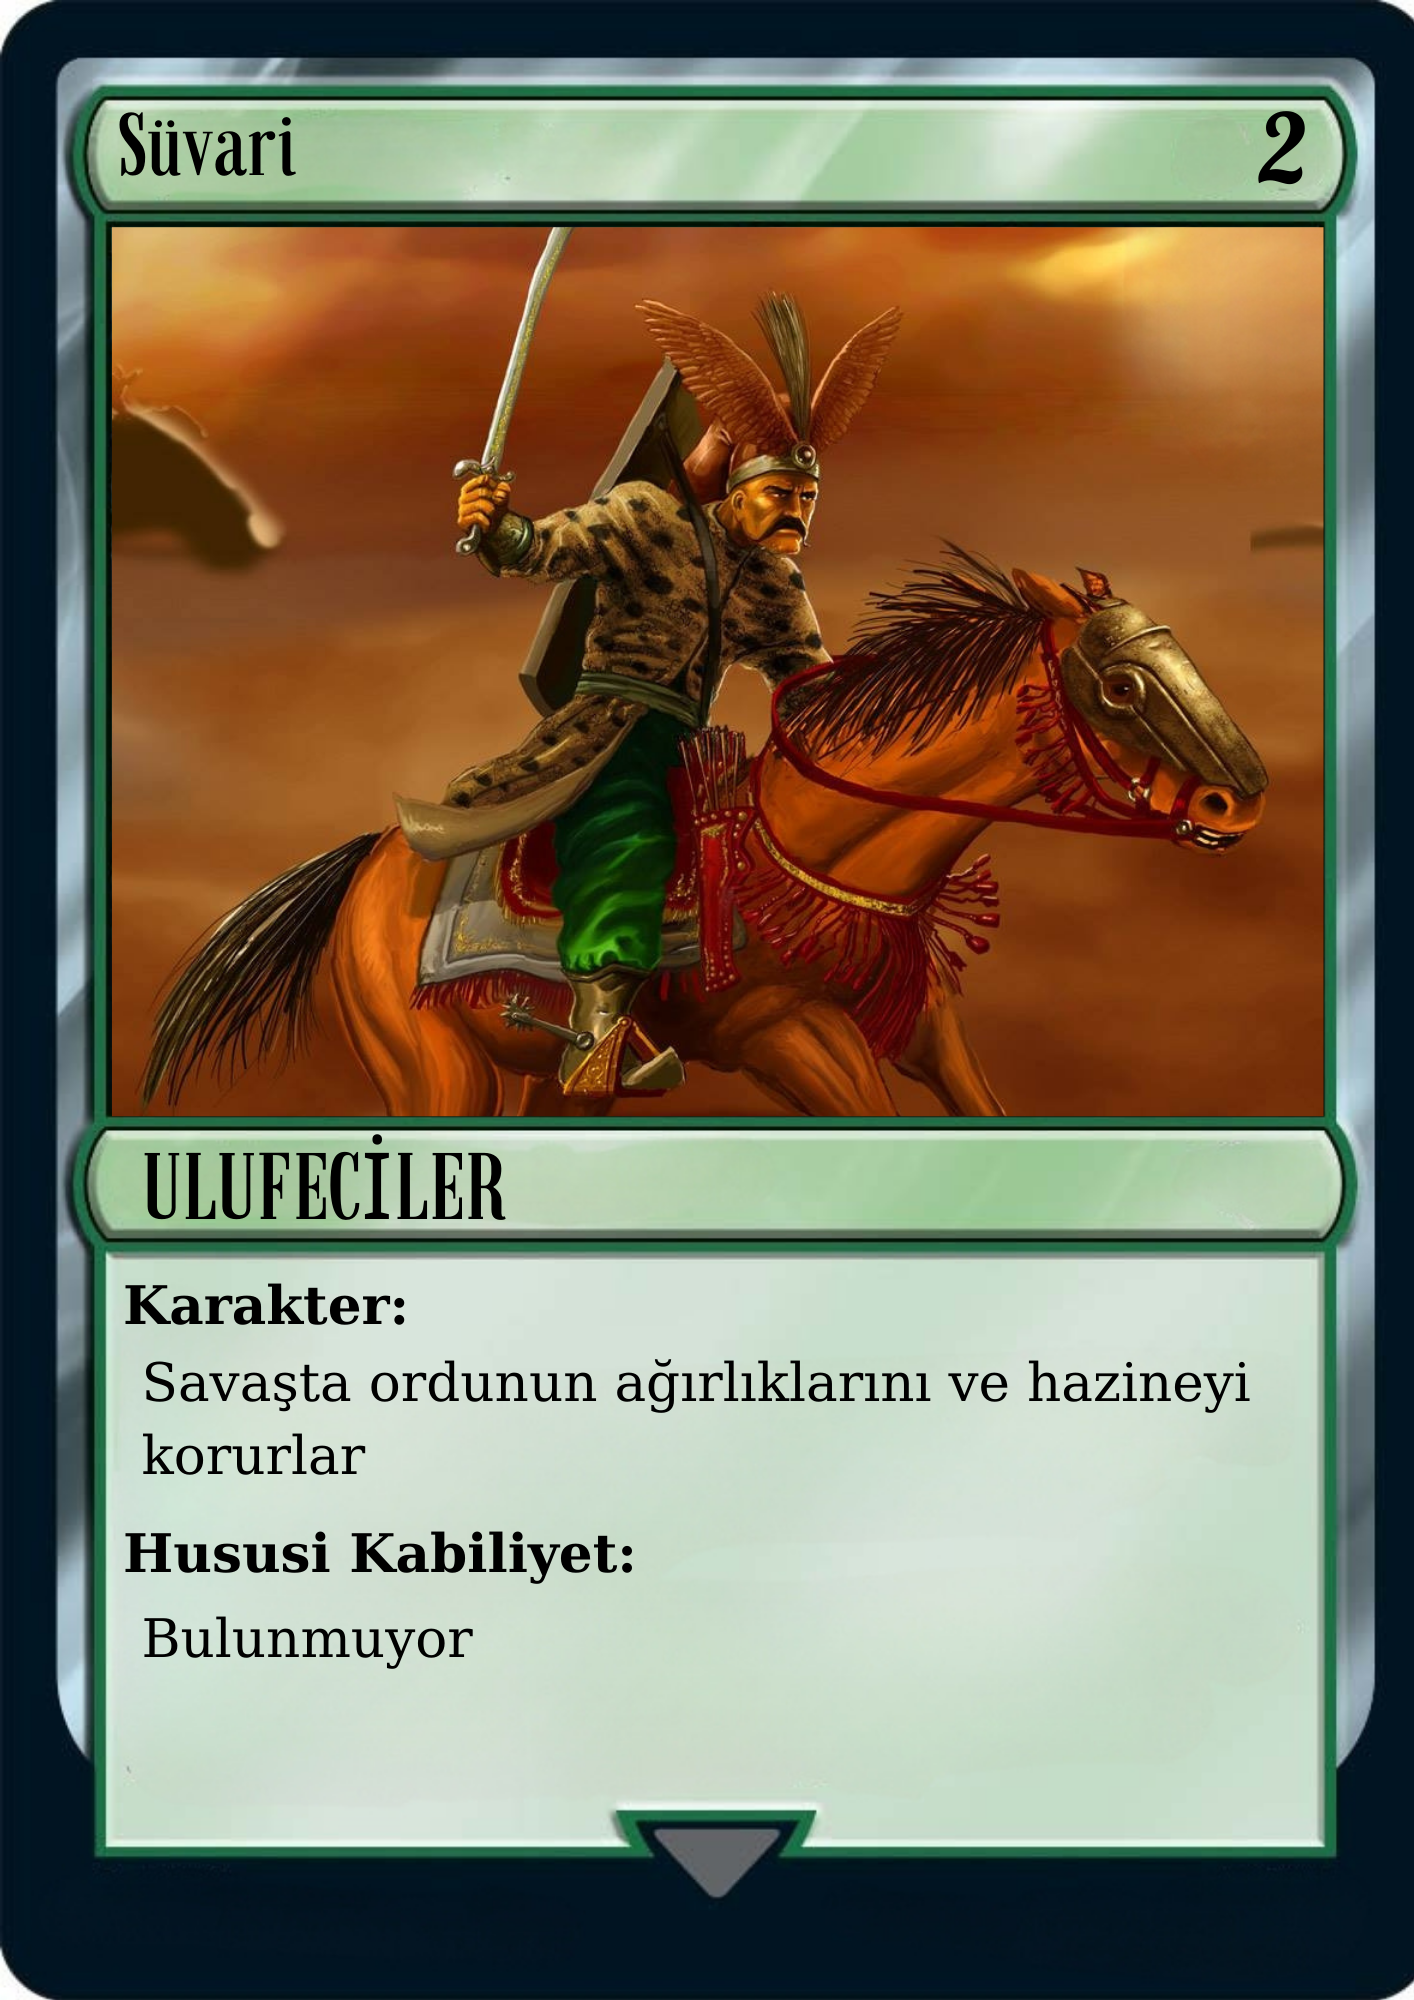 Süvari 2
ULUFECİLER
Karakter:
Savaşta ordunun ağırlıklarını ve hazineyi
korurlar
Hususi Kabiliyet:
Bulunmuyor